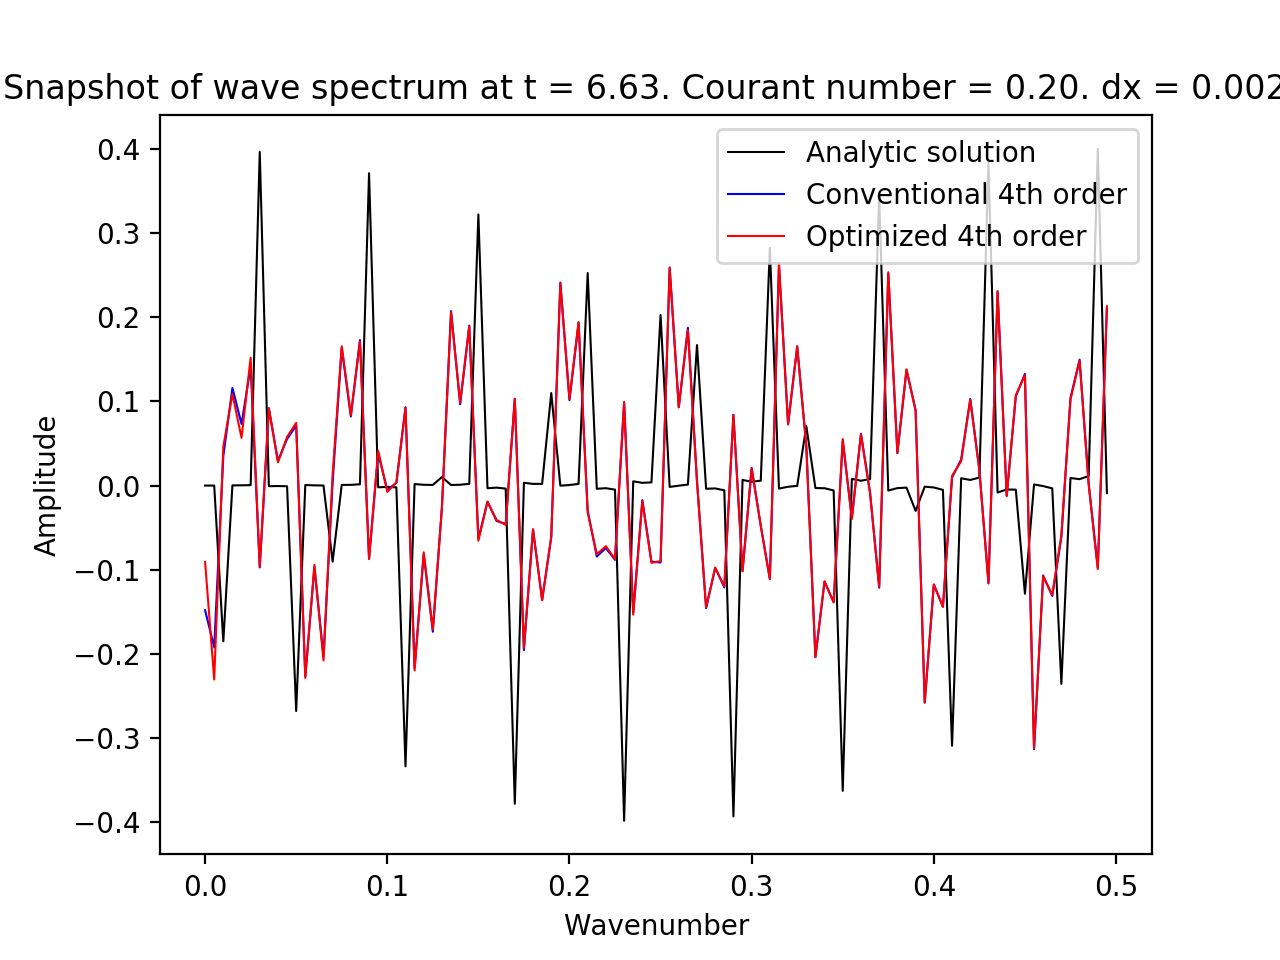 Snapshot of wave spectrum at t = 6.63. Courant number = 0.20. dx = 0.002
Analytic solution
Conventional 4th order
Optimized 4th order
0.4
0.3
0.2
0.1
0.0
−0.1
−0.2
−0.3
−0.4
Amplitude
0.0 0.1 0.2 0.3 0.4 0.5
Wavenumber